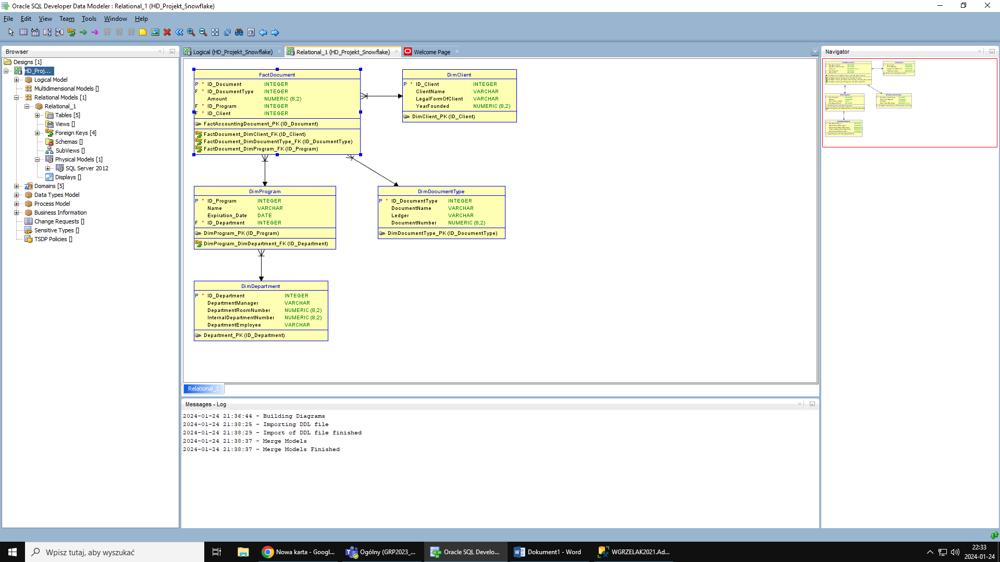 Oracle SQL Developer Data Modeler : Relational_1 (HD_Projekt_Snowflake)
File Edit View Team Tools Window Help
Browser
Designs [1]
HD_Proj...
Logical Model
Multidimensional Models []
Relational Models [1]
Relational_1
Tables [5]
Views []
Foreign Keys [4]
Schemas []
SubViews []
Physical Models [1]
SQL Server 2012
Displays []
Domains [5]
Data Types Model
Process Model
Business Information
Change Requests []
Sensitive Types []
TSDP Policies []
Logical (HD_Projekt_Snowflake) Relational_1 (HD_Projekt_Snowflake) Welcome Page
FactDocument
P * ID_Document INTEGER
F * ID_DocumentType INTEGER
Amount NUMERIC (8,2)
F * ID_Program INTEGER
F * ID_Client INTEGER
FactAccountingDocument_PK (ID_Document)
FactDocument_DimClient_FK (ID_Client)
FactDocument_DimDocumentType_FK (ID_DocumentType)
FactDocument_DimProgram_FK (ID_Program)
DimClient
P * ID_Client INTEGER
ClientName VARCHAR
LegalFormOfClient VARCHAR
YearFounded NUMERIC (8,2)
DimClient_PK (ID_Client)
DimProgram
P * ID_Program INTEGER
Name VARCHAR
Expiration_Date DATE
F * ID_Department INTEGER
DimProgram_PK (ID_Program)
DimProgram_DimDepartment_FK (ID_Department)
DimDocumentType
P * ID_DocumentType INTEGER
DocumentName VARCHAR
Ledger VARCHAR
DocumentNumber NUMERIC (8,2)
DimDocumentType_PK (ID_DocumentType)
DimDepartment
P * ID_Department INTEGER
DepartmentManager VARCHAR
DepartmentRoomNumber NUMERIC (8,2)
InternalDepartmentNumber NUMERIC (8,2)
DepartmentEmployee VARCHAR
Department_PK (ID_Department)
Relational_1
Messages - Log
2024-01-24 21:36:44 - Building Diagrams
2024-01-24 21:38:25 - Importing DDL file
2024-01-24 21:38:29 - Import of DDL file finished
2024-01-24 21:38:37 - Merge Models
2024-01-24 21:38:37 - Merge Models Finished
Navigator
Wpisz tutaj, aby wyszukać
Nowa karta - Googl...
Ogólny (GRP2023_...
Oracle SQL Develo...
Dokument1 - Word
WGRZELAK2021.Ad...
22:33
2024-01-24